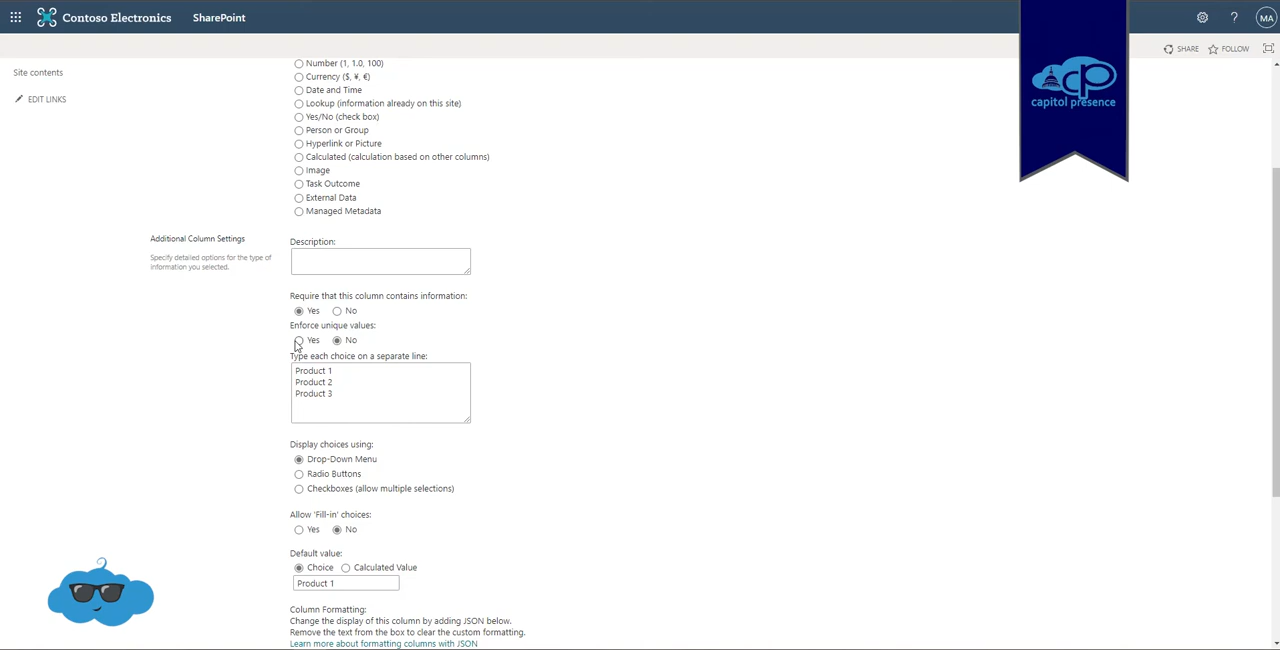 Contoso Electronics SharePoint ? MA
SHARE FOLLOW
Site contents
EDIT LINKS
capitol presence
Number (1, 1.0, 100)
Currency ($, ¥, €)
Date and Time
Lookup (information already on this site)
Yes/No (check box)
Person or Group
Hyperlink or Picture
Calculated (calculation based on other columns)
Image
Task Outcome
External Data
Managed Metadata
Additional Column Settings
Specify detailed options for the type of
information you selected.
Description:
Require that this column contains information:
Yes No
Enforce unique values:
Yes No
Type each choice on a separate line:
Product 1
Product 2
Product 3
Display choices using:
Drop-Down Menu
Radio Buttons
Checkboxes (allow multiple selections)
Allow 'Fill-in' choices:
Yes No
Default value:
Choice Calculated Value
Product 1
Column Formatting:
Change the display of this column by adding JSON below.
Remove the text from the box to clear the custom formatting.
Learn more about formatting columns with JSON